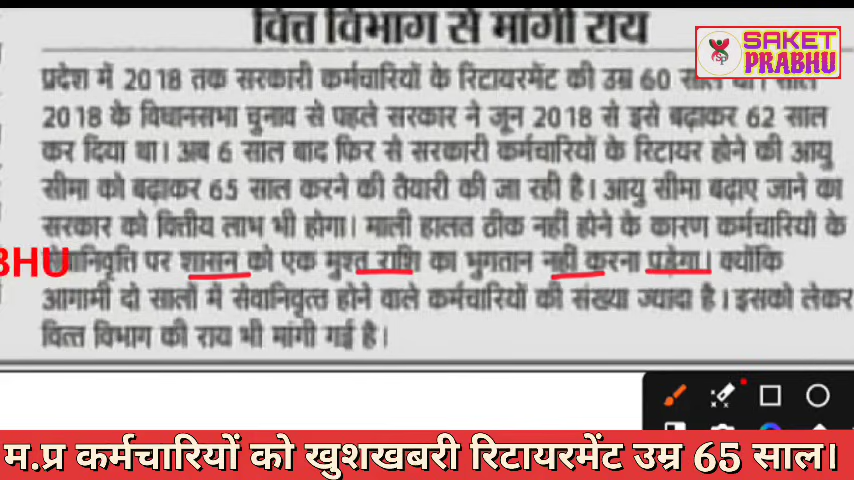 वित्त विभाग से मांगी राय
SAKET
PRABHU
प्रदेश में 2018 तक सरकारी कर्मचारियों के रिटायरमेंट की उम्र 60
2018 के विधानसभा चुनाव से पहले सरकार ने जून 2018 से इसे बढ़ाकर 62 साल
कर दिया था। अब 6 साल बाद फिर से सरकारी कर्मचारियों के रिटायर होने की आयु
सीमा को बढ़ाकर 65 साल करने की तैयारी की जा रही है। आयु सीमा बढ़ाए जाने का
सरकार को वित्तीय लाभ भी होगा। माली हालत ठीक नहीं होने के कारण कर्मचारियों के
BHU
पर शासन को एक मुश्त राशि का भुगतान नहीं करना पड़ेगा। क्योंकि
आगामी दो सालों में सेवानिवृत्त होने वाले कर्मचारियों की संख्या ज्यादा है। इसको लेकर
वित्त विभाग की राय भी मांगी गई है।
म.प्र कर्मचारियों को खुशखबरी रिटायरमेंट उम्र 65 साल।